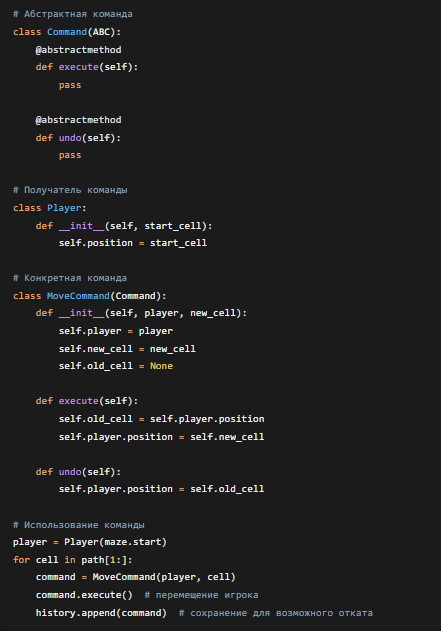 # Абстрактная команда
class Command(ABC):
    @abstractmethod
    def execute(self):
        pass

    @abstractmethod
    def undo(self):
        pass

# Получатель команды
class Player:
    def __init__(self, start_cell):
        self.position = start_cell

# Конкретная команда
class MoveCommand(Command):
    def __init__(self, player, new_cell):
        self.player = player
        self.new_cell = new_cell
        self.old_cell = None

    def execute(self):
        self.old_cell = self.player.position
        self.player.position = self.new_cell

    def undo(self):
        self.player.position = self.old_cell

# Использование команды
player = Player(maze.start)
for cell in path[1:]:
    command = MoveCommand(player, cell)
    command.execute()  # перемещение игрока
    history.append(command)  # сохранение для возможного отката